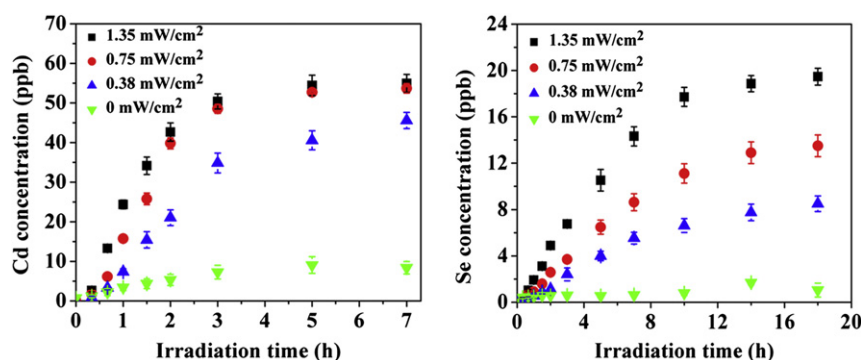 1.35 mW/cm²
0.75 mW/cm²
0.38 mW/cm²
0 mW/cm²
Cd concentration (ppb)
70
60
50
40
30
20
10
0
0 1 2 3 4 5 6 7
Irradiation time (h)
1.35 mW/cm²
0.75 mW/cm²
0.38 mW/cm²
0 mW/cm²
Se concentration (ppb)
24
20
16
12
8
4
0
0 4 8 12 16 20
Irradiation time (h)